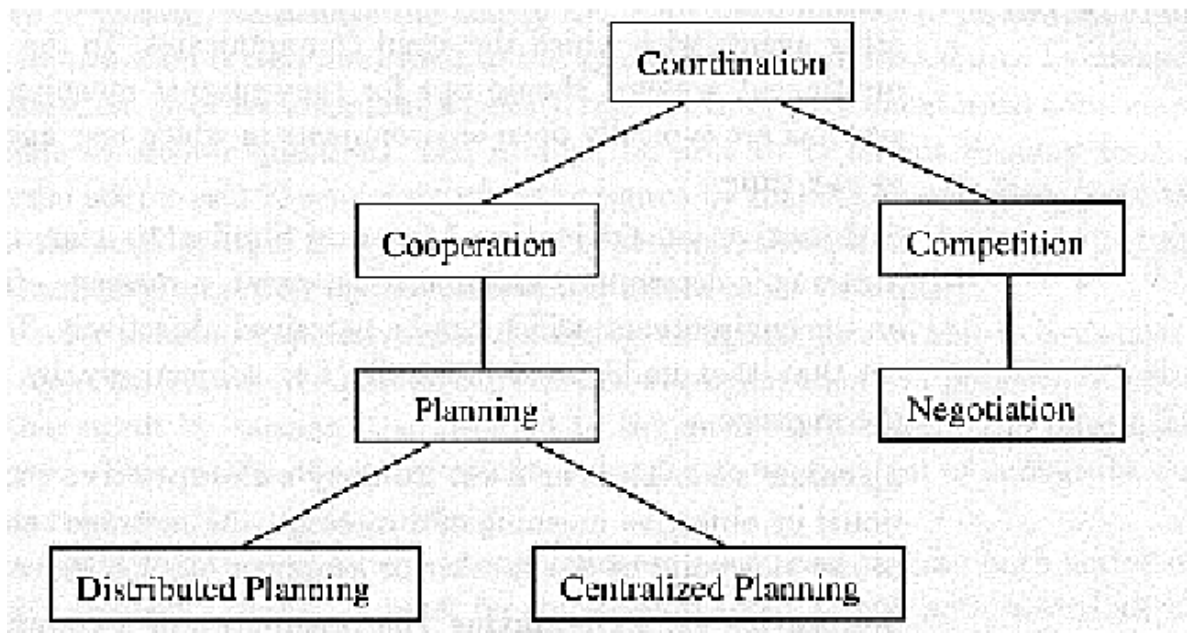 Coordination
Cooperation
Competition
Planning
Negotiation
Distributed Planning
Centralized Planning